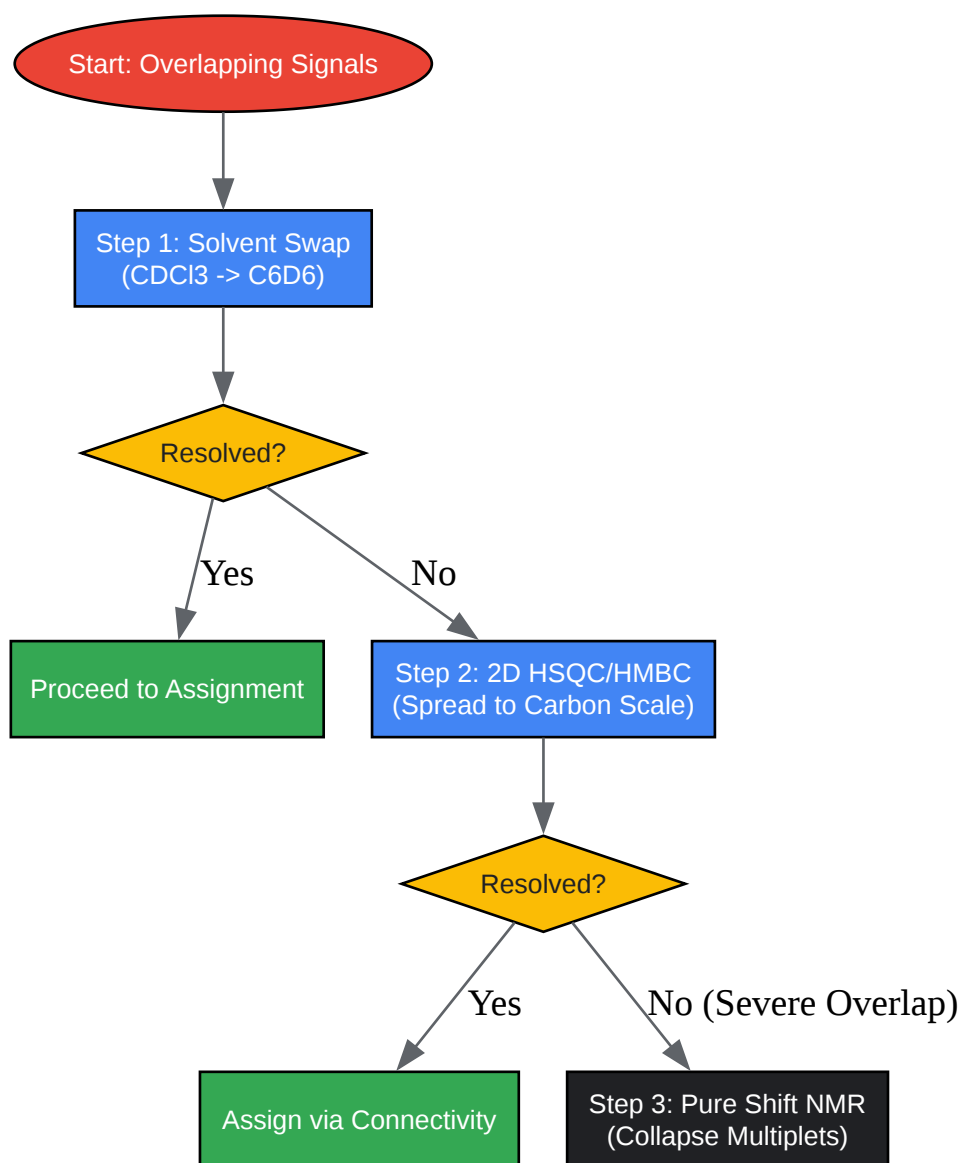 Start: Overlapping Signals
Step 1: Solvent Swap
(CDCl3 -> C6D6)
Resolved?
Yes
No
Proceed to Assignment
Step 2: 2D HSQC/HMBC
(Spread to Carbon Scale)
Resolved?
Yes
No (Severe Overlap)
Assign via Connectivity
Step 3: Pure Shift NMR
(Collapse Multiplets)